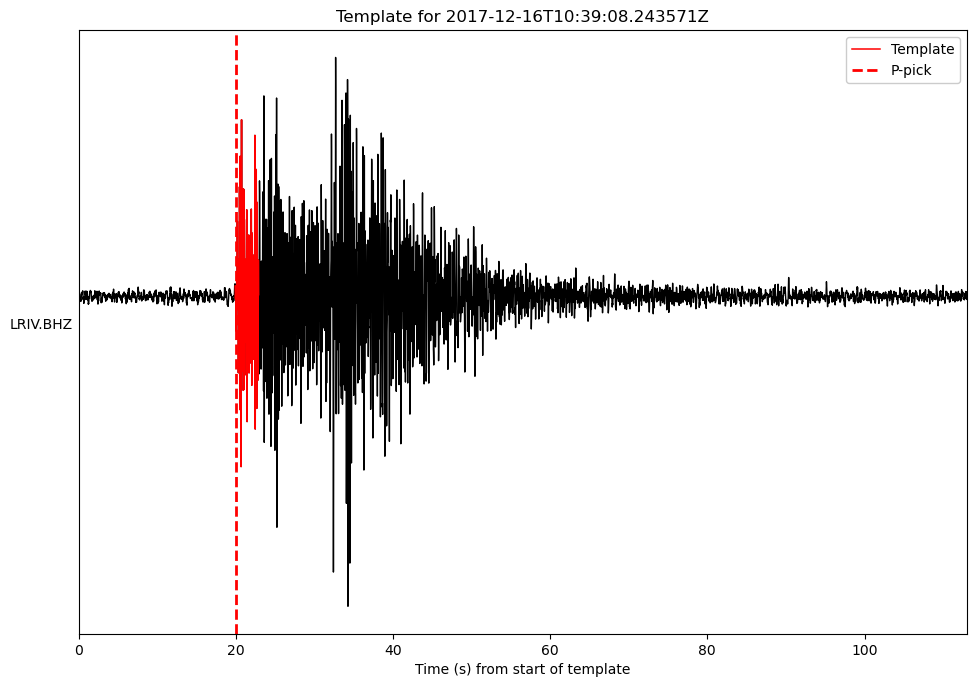 Template for 2017-12-16T10:39:08.243571Z
Template
P-pick
LRIV.BHZ
0 20 40 60 80 100
Time (s) from start of template